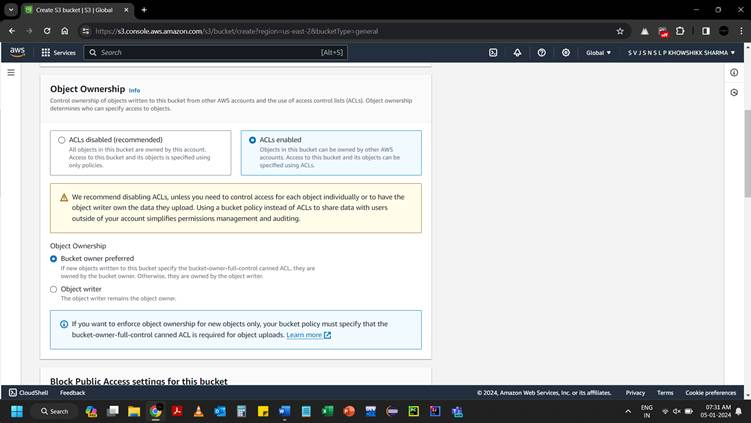 Create S3 bucket | S3 | Global
https://s3.console.aws.amazon.com/s3/bucket/create?region=us-east-2&bucketType=general
aws
Services
Search
[Alt+S]
Global
S V J S N S L P KHOWSHIKK SHARMA
Object Ownership Info
Control ownership of objects written to this bucket from other AWS accounts and the use of access control lists (ACLs). Object ownership
determines who can specify access to objects.
ACLs disabled (recommended)
All objects in this bucket are owned by this account.
Access to this bucket and its objects is specified using
only policies.
ACLs enabled
Objects in this bucket can be owned by other AWS
accounts. Access to this bucket and its objects can be
specified using ACLs.
We recommend disabling ACLs, unless you need to control access for each object individually or to have the
object writer own the data they upload. Using a bucket policy instead of ACLs to share data with users
outside of your account simplifies permissions management and auditing.
Object Ownership
Bucket owner preferred
If new objects written to this bucket specify the bucket-owner-full-control canned ACL, they are
owned by the bucket owner. Otherwise, they are owned by the object writer.
Object writer
The object writer remains the object owner.
If you want to enforce object ownership for new objects only, your bucket policy must specify that the
bucket-owner-full-control canned ACL is required for object uploads. Learn more
Block Public Access settings for this bucket
CloudShell
Feedback
© 2024, Amazon Web Services, Inc. or its affiliates.
Privacy
Terms
Cookie preferences
Search
ENG
IN
07:31 AM
05-01-2024